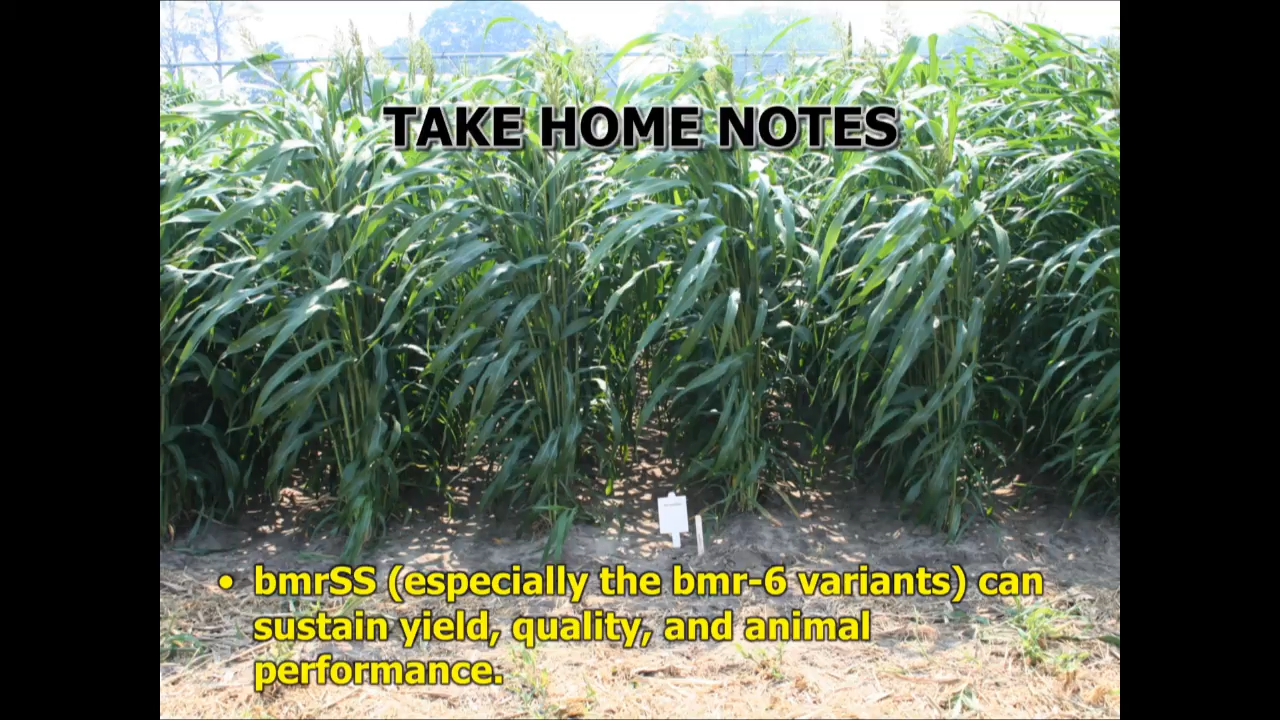 TAKE HOME NOTES
• bmrSS (especially the bmr-6 variants) can
sustain yield, quality, and animal
performance.